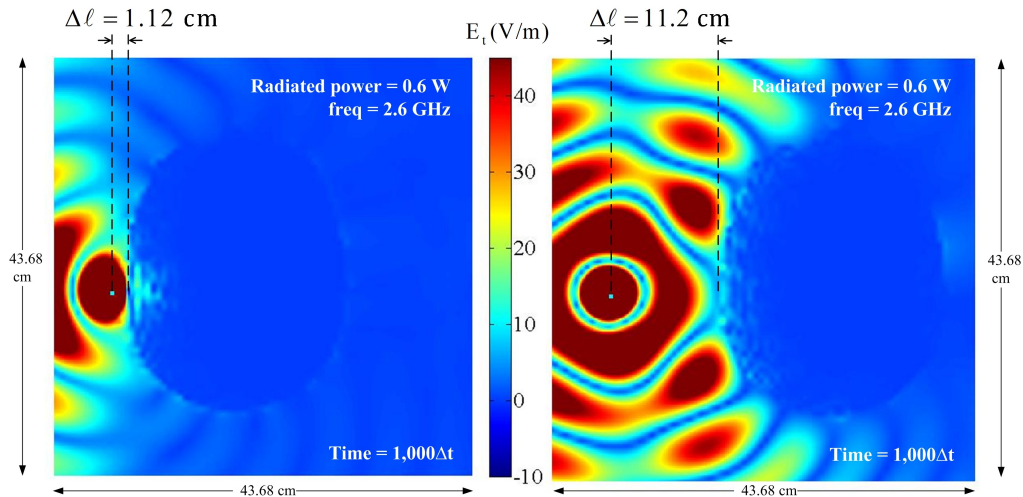 Δℓ = 1.12 cm
E_t (V/m)
Δℓ = 11.2 cm
Radiated power = 0.6 W
freq = 2.6 GHz
Time = 1,000Δt
43.68
cm
43.68 cm
40
30
20
10
0
-10
Radiated power = 0.6 W
freq = 2.6 GHz
Time = 1,000Δt
43.68
cm
43.68 cm